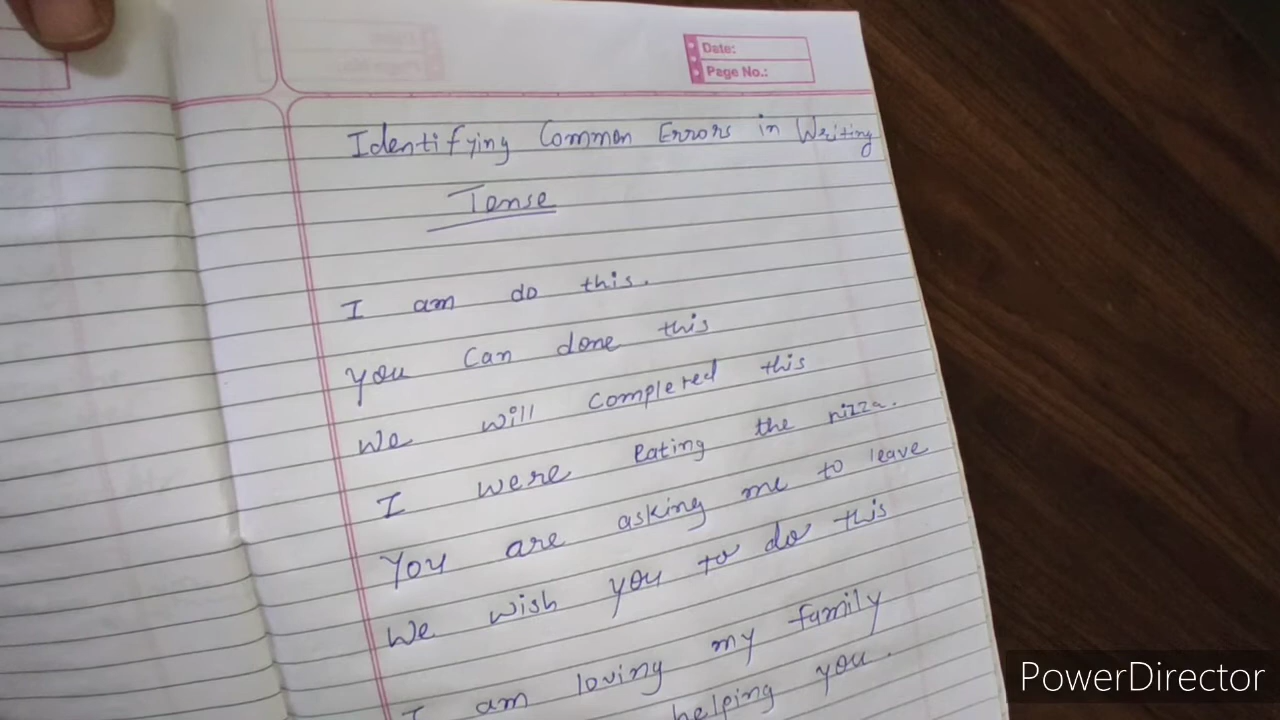 Date:
Page No.:
Identifying Common Errors in Writing
Tense
I am do this.
you can done this
We will completed this
I were eating the pizza.
You are asking me to leave
We wish you to do this
I am loving my family
helping you.
PowerDirector